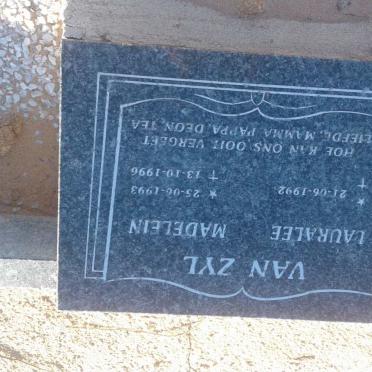 VAN ZYL
LAURALEE MADELEIN
* 21-06-1992 * 25-06-1993
† † 13-10-1996
HOE KAN ONS OOIT VERGEET
LIEFDE, MAMMA PAPPA, DEON, TEA